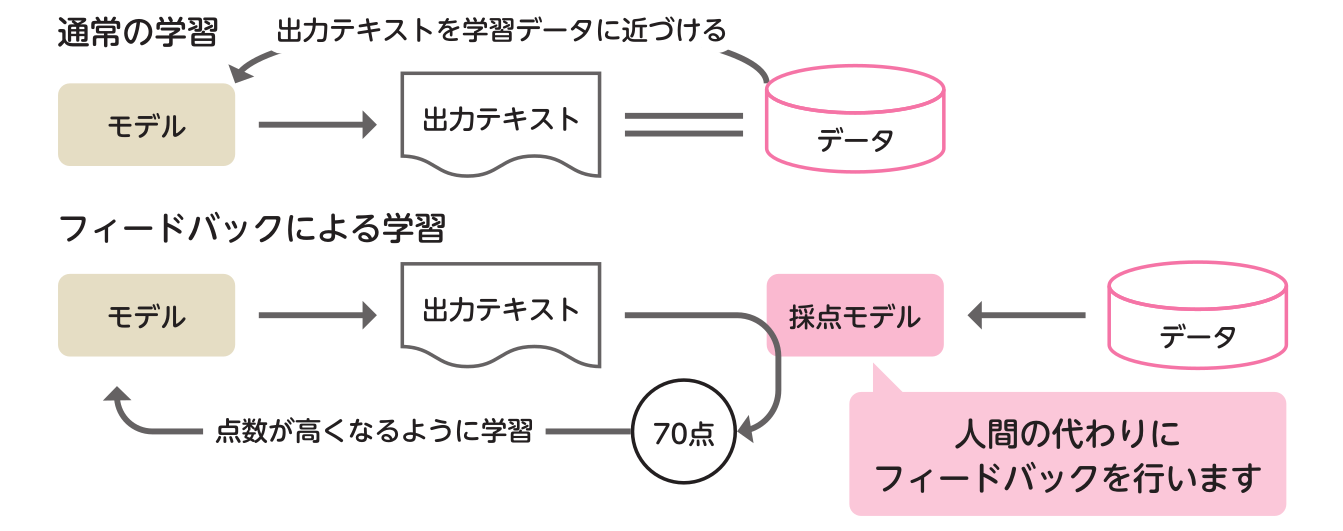 通常の学習
出力テキストを学習データに近づける
モデル
出力テキスト
データ
フィードバックによる学習
モデル
出力テキスト
採点モデル
データ
点数が高くなるように学習
70点
人間の代わりに
フィードバックを行います